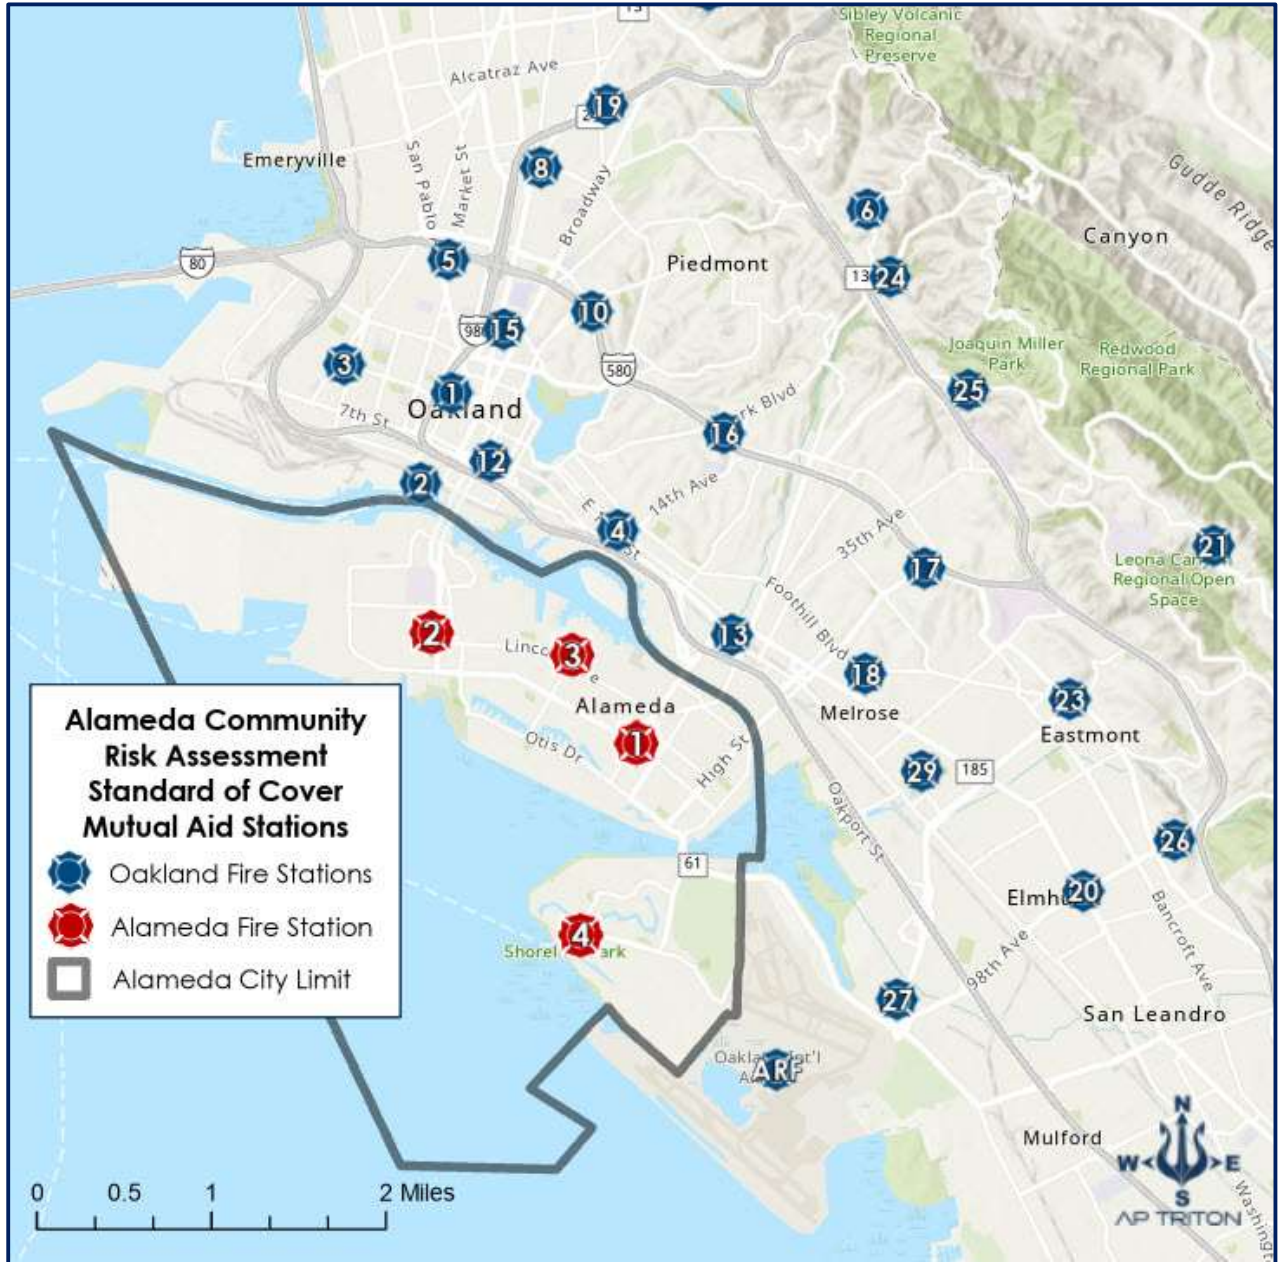 13
Sibley Volcanic
Regional
Preserve
Alcatraz Ave
19
Emeryville
San Pablo
Market St
8
Broadway
Gudde Ridge
6
Canyon
80
5
Piedmont
13
24
10
980
15
3
580
Joaquin Miller
Park
Redwood
Regional Park
25
1
Oakland
7th St
16
12
2
14th Ave
4
35th Ave
21
Leona Canyon
Regional Open
Space
17
Foothill Blvd
2
3
13
18
23
Alameda
Melrose
Eastmont
1
Otis Dr
High St
29
185
Oakport St
26
61
Elmhurst
20
Bancroft Ave
4
98th Ave
27
San Leandro
ARF
Mulford
Alameda Community
Risk Assessment
Standard of Cover
Mutual Aid Stations
Oakland Fire Stations
Alameda Fire Station
Alameda City Limit
0 0.5 1 2 Miles
N
W E
S
AP TRITON